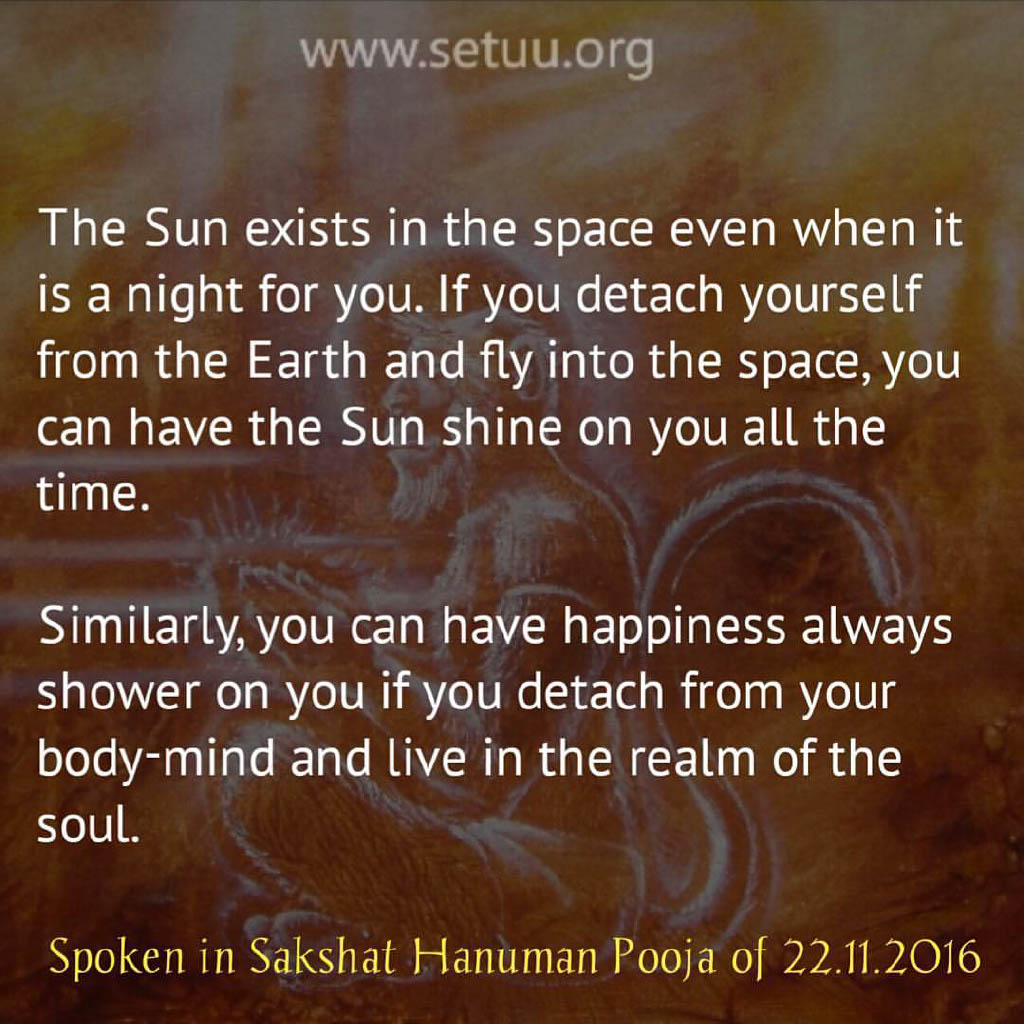 www.setuu.org
The Sun exists in the space even when it
is a night for you. If you detach yourself
from the Earth and fly into the space, you
can have the Sun shine on you all the
time.
Similarly, you can have happiness always
shower on you if you detach from your
body-mind and live in the realm of the
soul.
Spoken in Sakshat Hanuman Pooja of 22.11.2016